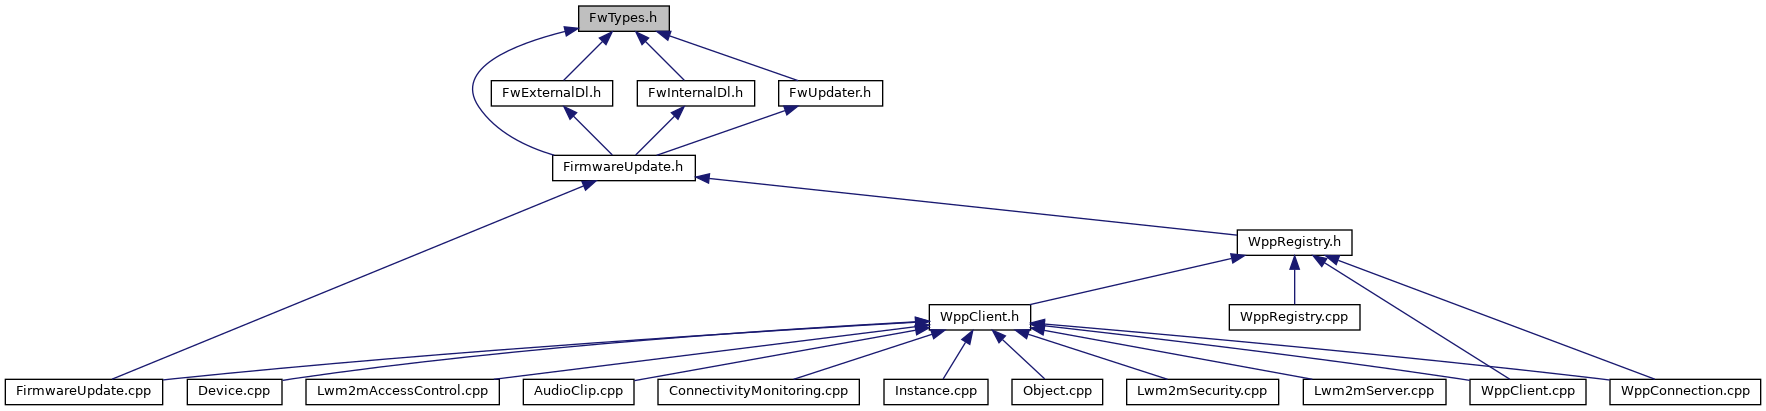 FwTypes.h
FwExternalDl.h
FwInternalDl.h
FwUpdater.h
FirmwareUpdate.h
WppRegistry.h
WppClient.h
WppRegistry.cpp
FirmwareUpdate.cpp
Device.cpp
Lwm2mAccessControl.cpp
AudioClip.cpp
ConnectivityMonitoring.cpp
Instance.cpp
Object.cpp
Lwm2mSecurity.cpp
Lwm2mServer.cpp
WppClient.cpp
WppConnection.cpp